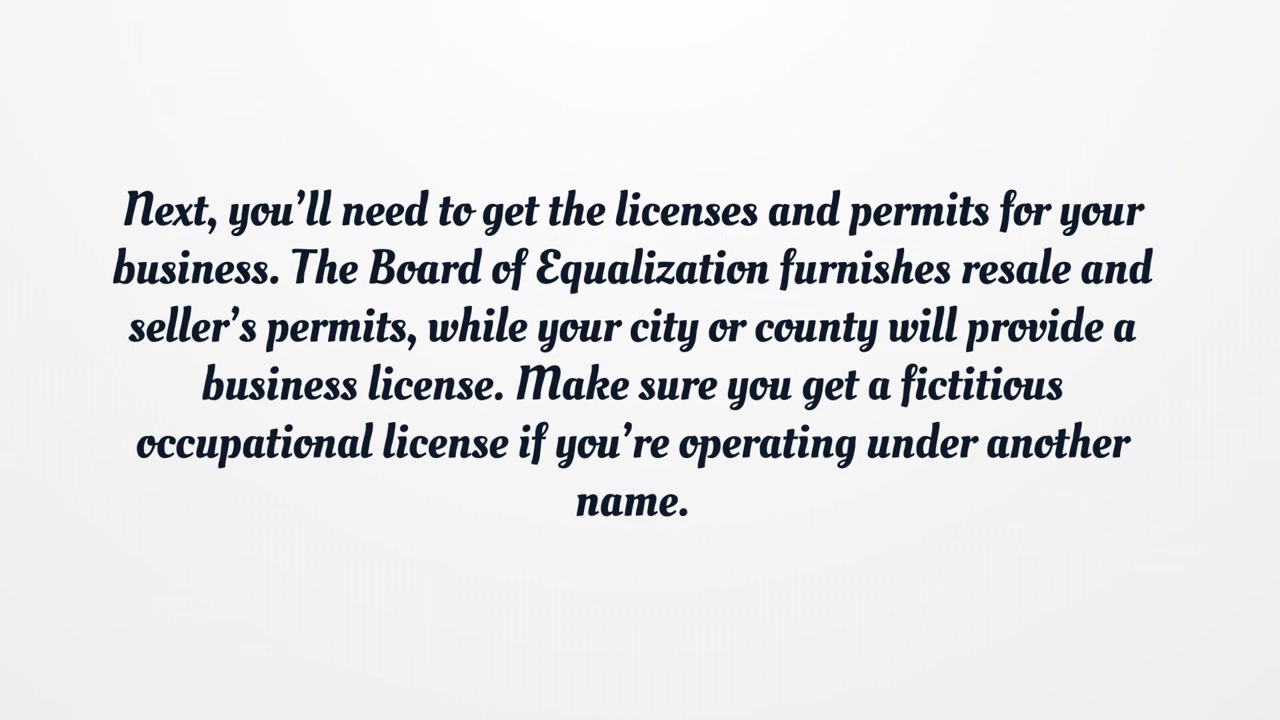 Next, you’ll need to get the licenses and permits for your
business. The Board of Equalization furnishes resale and
seller’s permits, while your city or county will provide a
business license. Make sure you get a fictitious
occupational license if you’re operating under another
name.